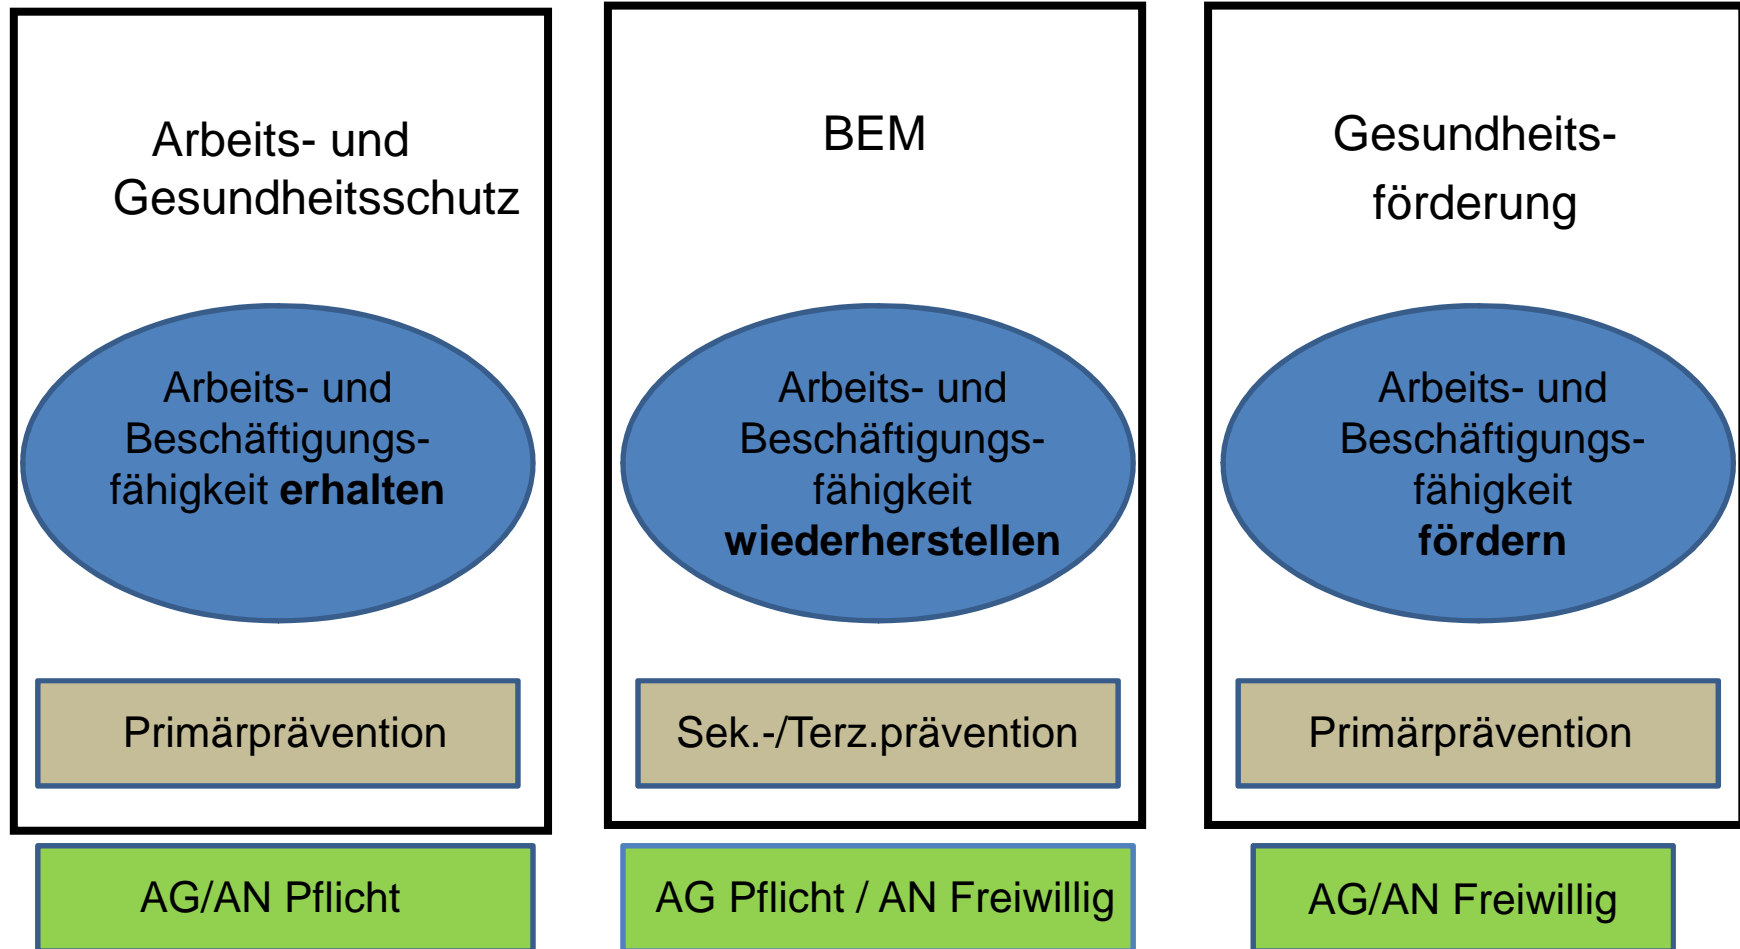 Arbeits- und
Gesundheitsschutz
Arbeits- und
Beschäftigungs-
fähigkeit erhalten
Primärprävention
AG/AN Pflicht
BEM
Arbeits- und
Beschäftigungs-
fähigkeit
wiederherstellen
Sek.-/Terz.prävention
AG Pflicht / AN Freiwillig
Gesundheits-
förderung
Arbeits- und
Beschäftigungs-
fähigkeit
fördern
Primärprävention
AG/AN Freiwillig